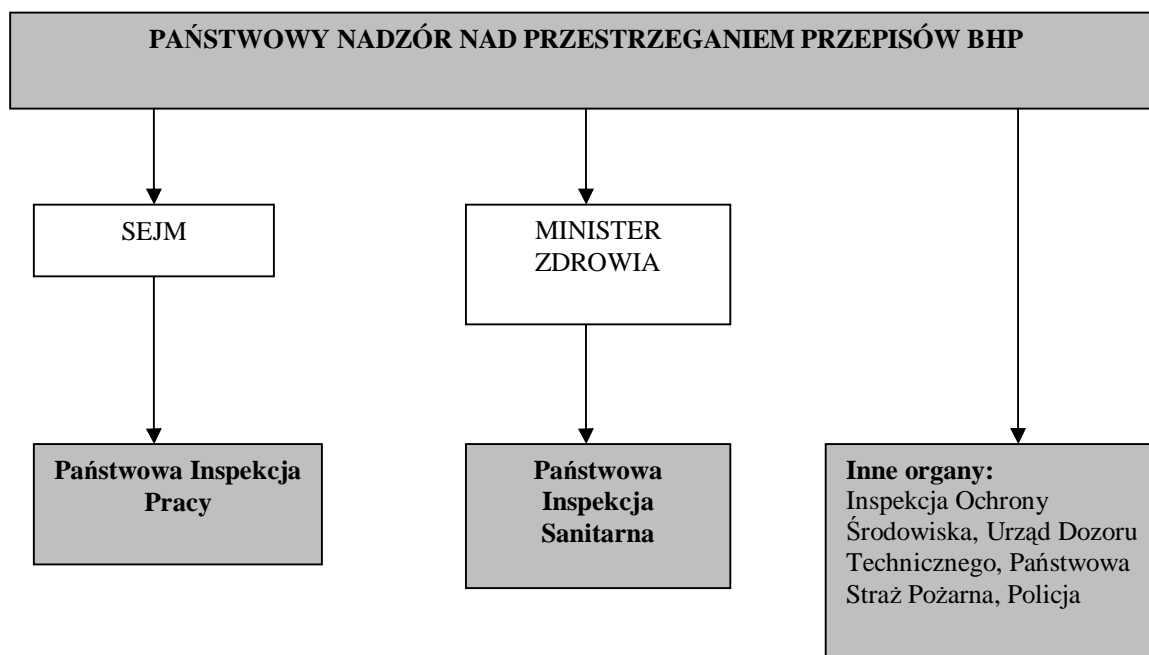 PAŃSTWOWY NADZÓR NAD PRZESTRZEGANIEM PRZEPISÓW BHP
SEJM
MINISTER
ZDROWIA
Państwowa Inspekcja
Pracy
Państwowa
Inspekcja
Sanitarna
Inne organy:
Inspekcja Ochrony
Środowiska, Urząd Dozoru
Technicznego, Państwowa
Straż Pożarna, Policja